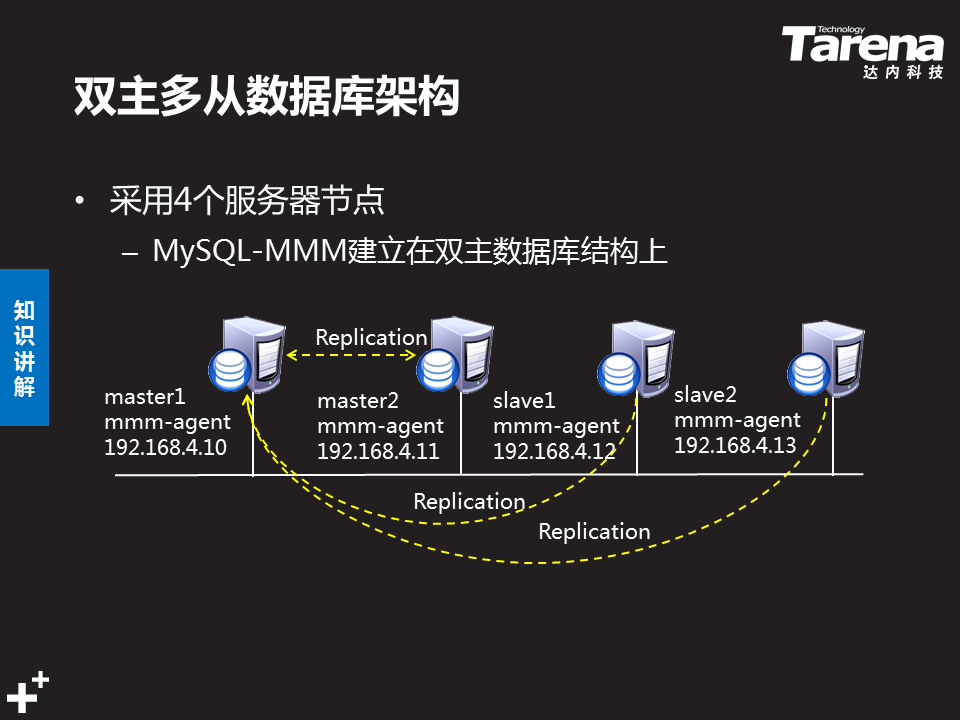 Technology
Tarena
达内科技
双主多从数据库架构
• 采用4个服务器节点
– MySQL-MMM建立在双主数据库结构上
知
识
讲
解
Replication
master1
mmm-agent
192.168.4.10
master2
mmm-agent
192.168.4.11
slave1
mmm-agent
192.168.4.12
slave2
mmm-agent
192.168.4.13
Replication
Replication